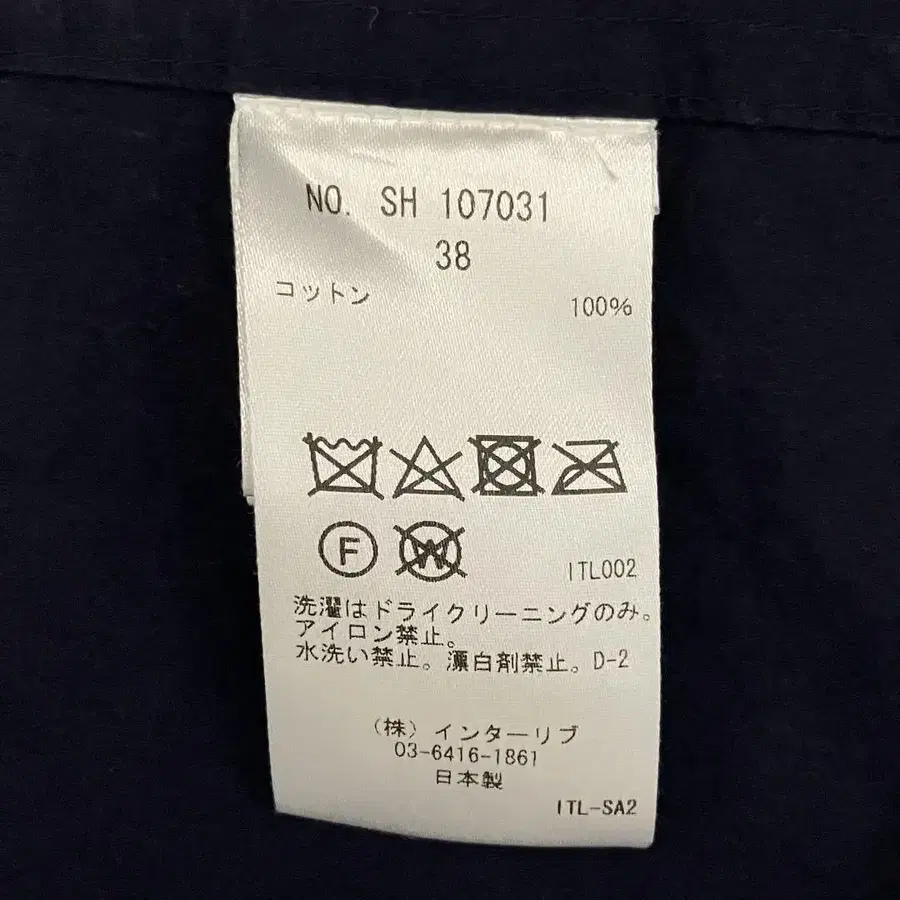 NO. SH 107031
38
コットン 100%
F W ITL002
洗濯はドライクリーニングのみ。
アイロン禁止。
水洗い禁止。漂白剤禁止。D-2
(株)インターリブ
03-6416-1861
日本製
ITL-SA2